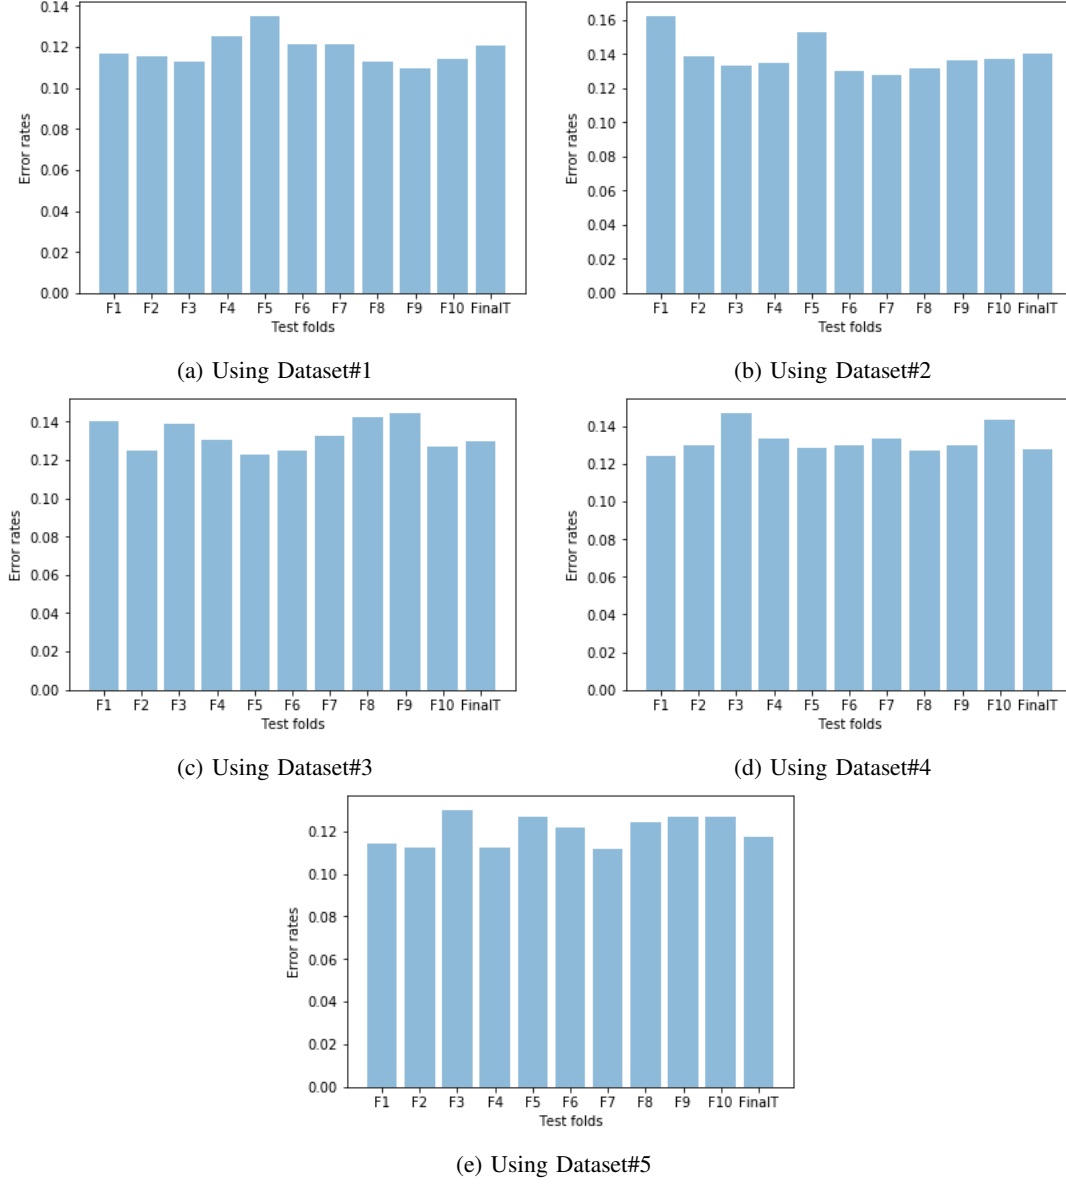 0.14
0.12
0.10
0.08
0.06
0.04
0.02
0.00
Error rates
F1 F2 F3 F4 F5 F6 F7 F8 F9 F10 FinalT
Test folds
(a) Using Dataset#1
0.16
0.14
0.12
0.10
0.08
0.06
0.04
0.02
0.00
Error rates
F1 F2 F3 F4 F5 F6 F7 F8 F9 F10 FinalT
Test folds
(b) Using Dataset#2
0.14
0.12
0.10
0.08
0.06
0.04
0.02
0.00
Error rates
F1 F2 F3 F4 F5 F6 F7 F8 F9 F10 FinalT
Test folds
(c) Using Dataset#3
0.14
0.12
0.10
0.08
0.06
0.04
0.02
0.00
Error rates
F1 F2 F3 F4 F5 F6 F7 F8 F9 F10 FinalT
Test folds
(d) Using Dataset#4
0.12
0.10
0.08
0.06
0.04
0.02
0.00
Error rates
F1 F2 F3 F4 F5 F6 F7 F8 F9 F10 FinalT
Test folds
(e) Using Dataset#5